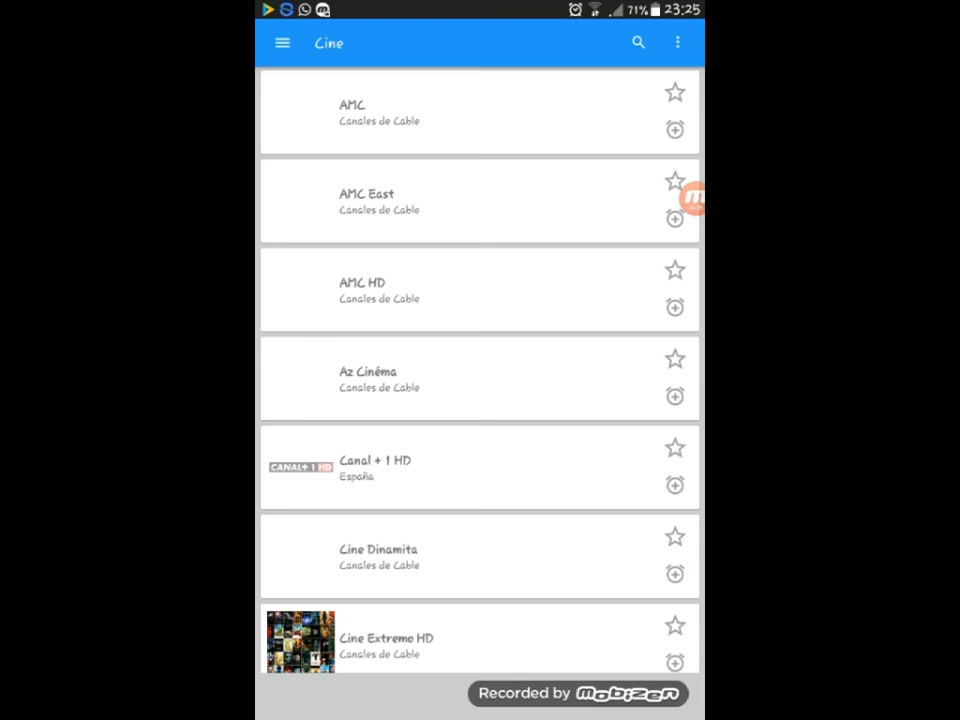 71% 23:25
Cine
AMC
Canales de Cable
AMC East
Canales de Cable
AMC HD
Canales de Cable
Az Cinéma
Canales de Cable
CANAL+ 1 HD
Canal + 1 HD
España
Cine Dinamita
Canales de Cable
Cine Extremo HD
Canales de Cable
Recorded by mobizen